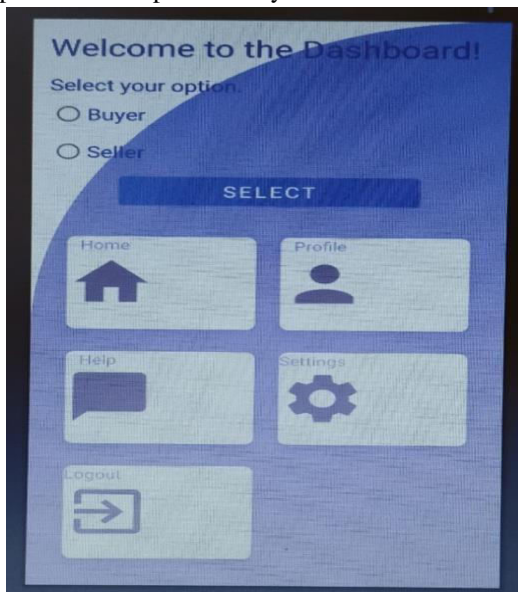 Welcome to the Dashboard!
Select your option.
Buyer
Seller
SELECT
Home
Profile
Help
Settings
Logout